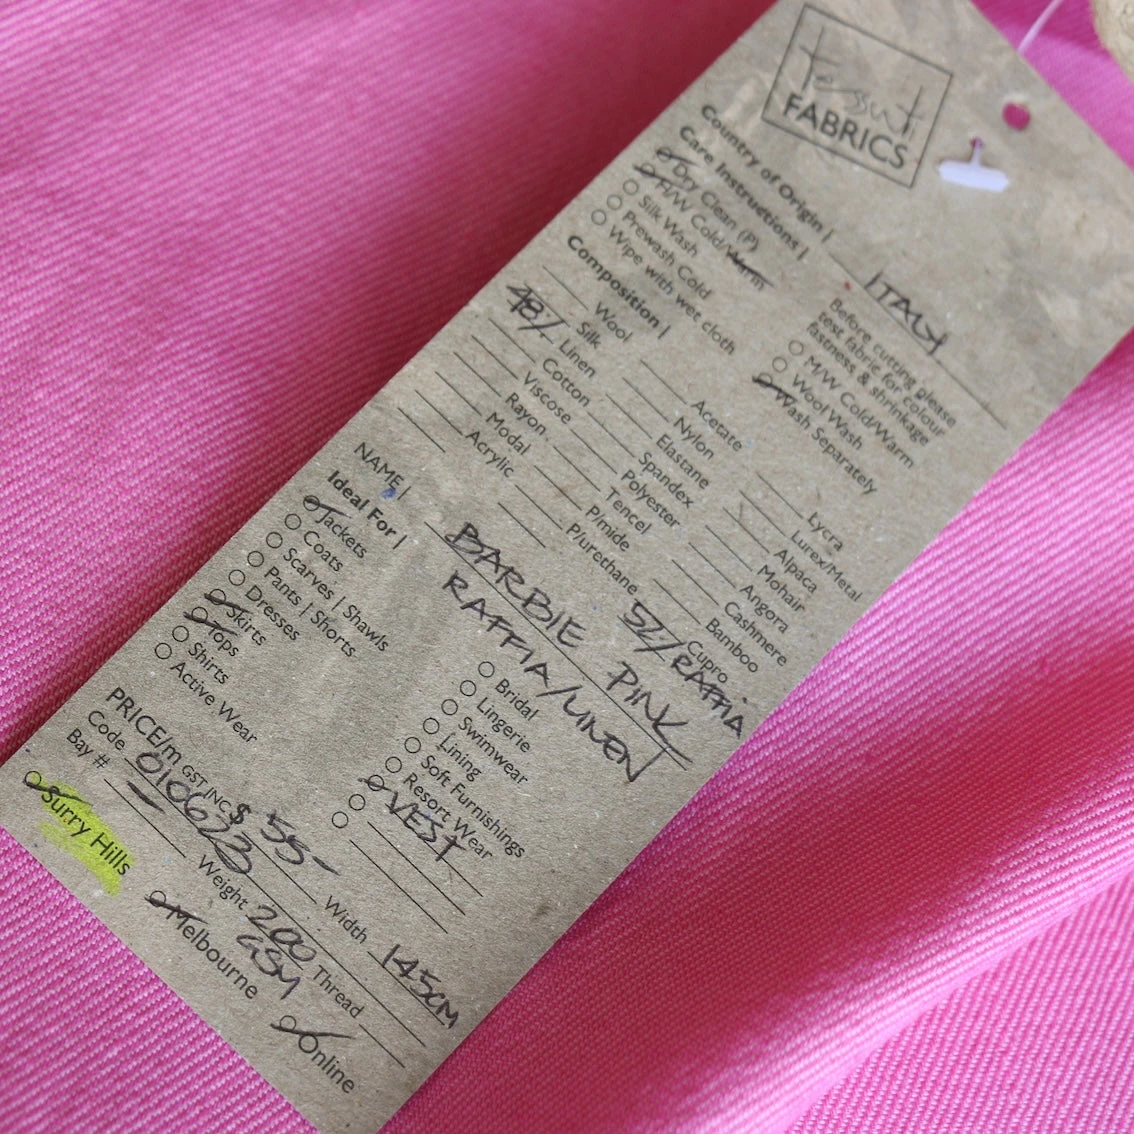 Tessuti
FABRICS
Country of Origin | ITALY
Care Instructions |
Dry Clean (P)
H/W Cold/Warm
Silk Wash
Prewash Cold
Wipe with wet cloth
Before cutting please
test fabric for colour
fastness & shrinkage
M/W Cold/Warm
Wool Wash
Wash Separately
Composition |
Wool
Silk
48% Linen
Cotton
Viscose
Rayon
Modal
Acrylic
Acetate
Nylon
Elastane
Spandex
Polyester
Tencel
P/mide
P/urethane
Lycra
Lurex/Metal
Alpaca
Mohair
Angora
Cashmere
Bamboo
Cupro
52% RAFFIA
NAME | BARBIE PINK
RAFFIA/LINEN
Ideal For |
Jackets
Coats
Scarves | Shawls
Pants | Shorts
Dresses
Skirts
Tops
Shirts
Active Wear
Bridal
Lingerie
Swimwear
Lining
Soft Furnishings
Resort Wear
VEST
PRICE/m GST INC. $ 55- Width 145cm
Code 010623 Weight 200 GSM Thread
Bay # -
Surry Hills
Melbourne
Online